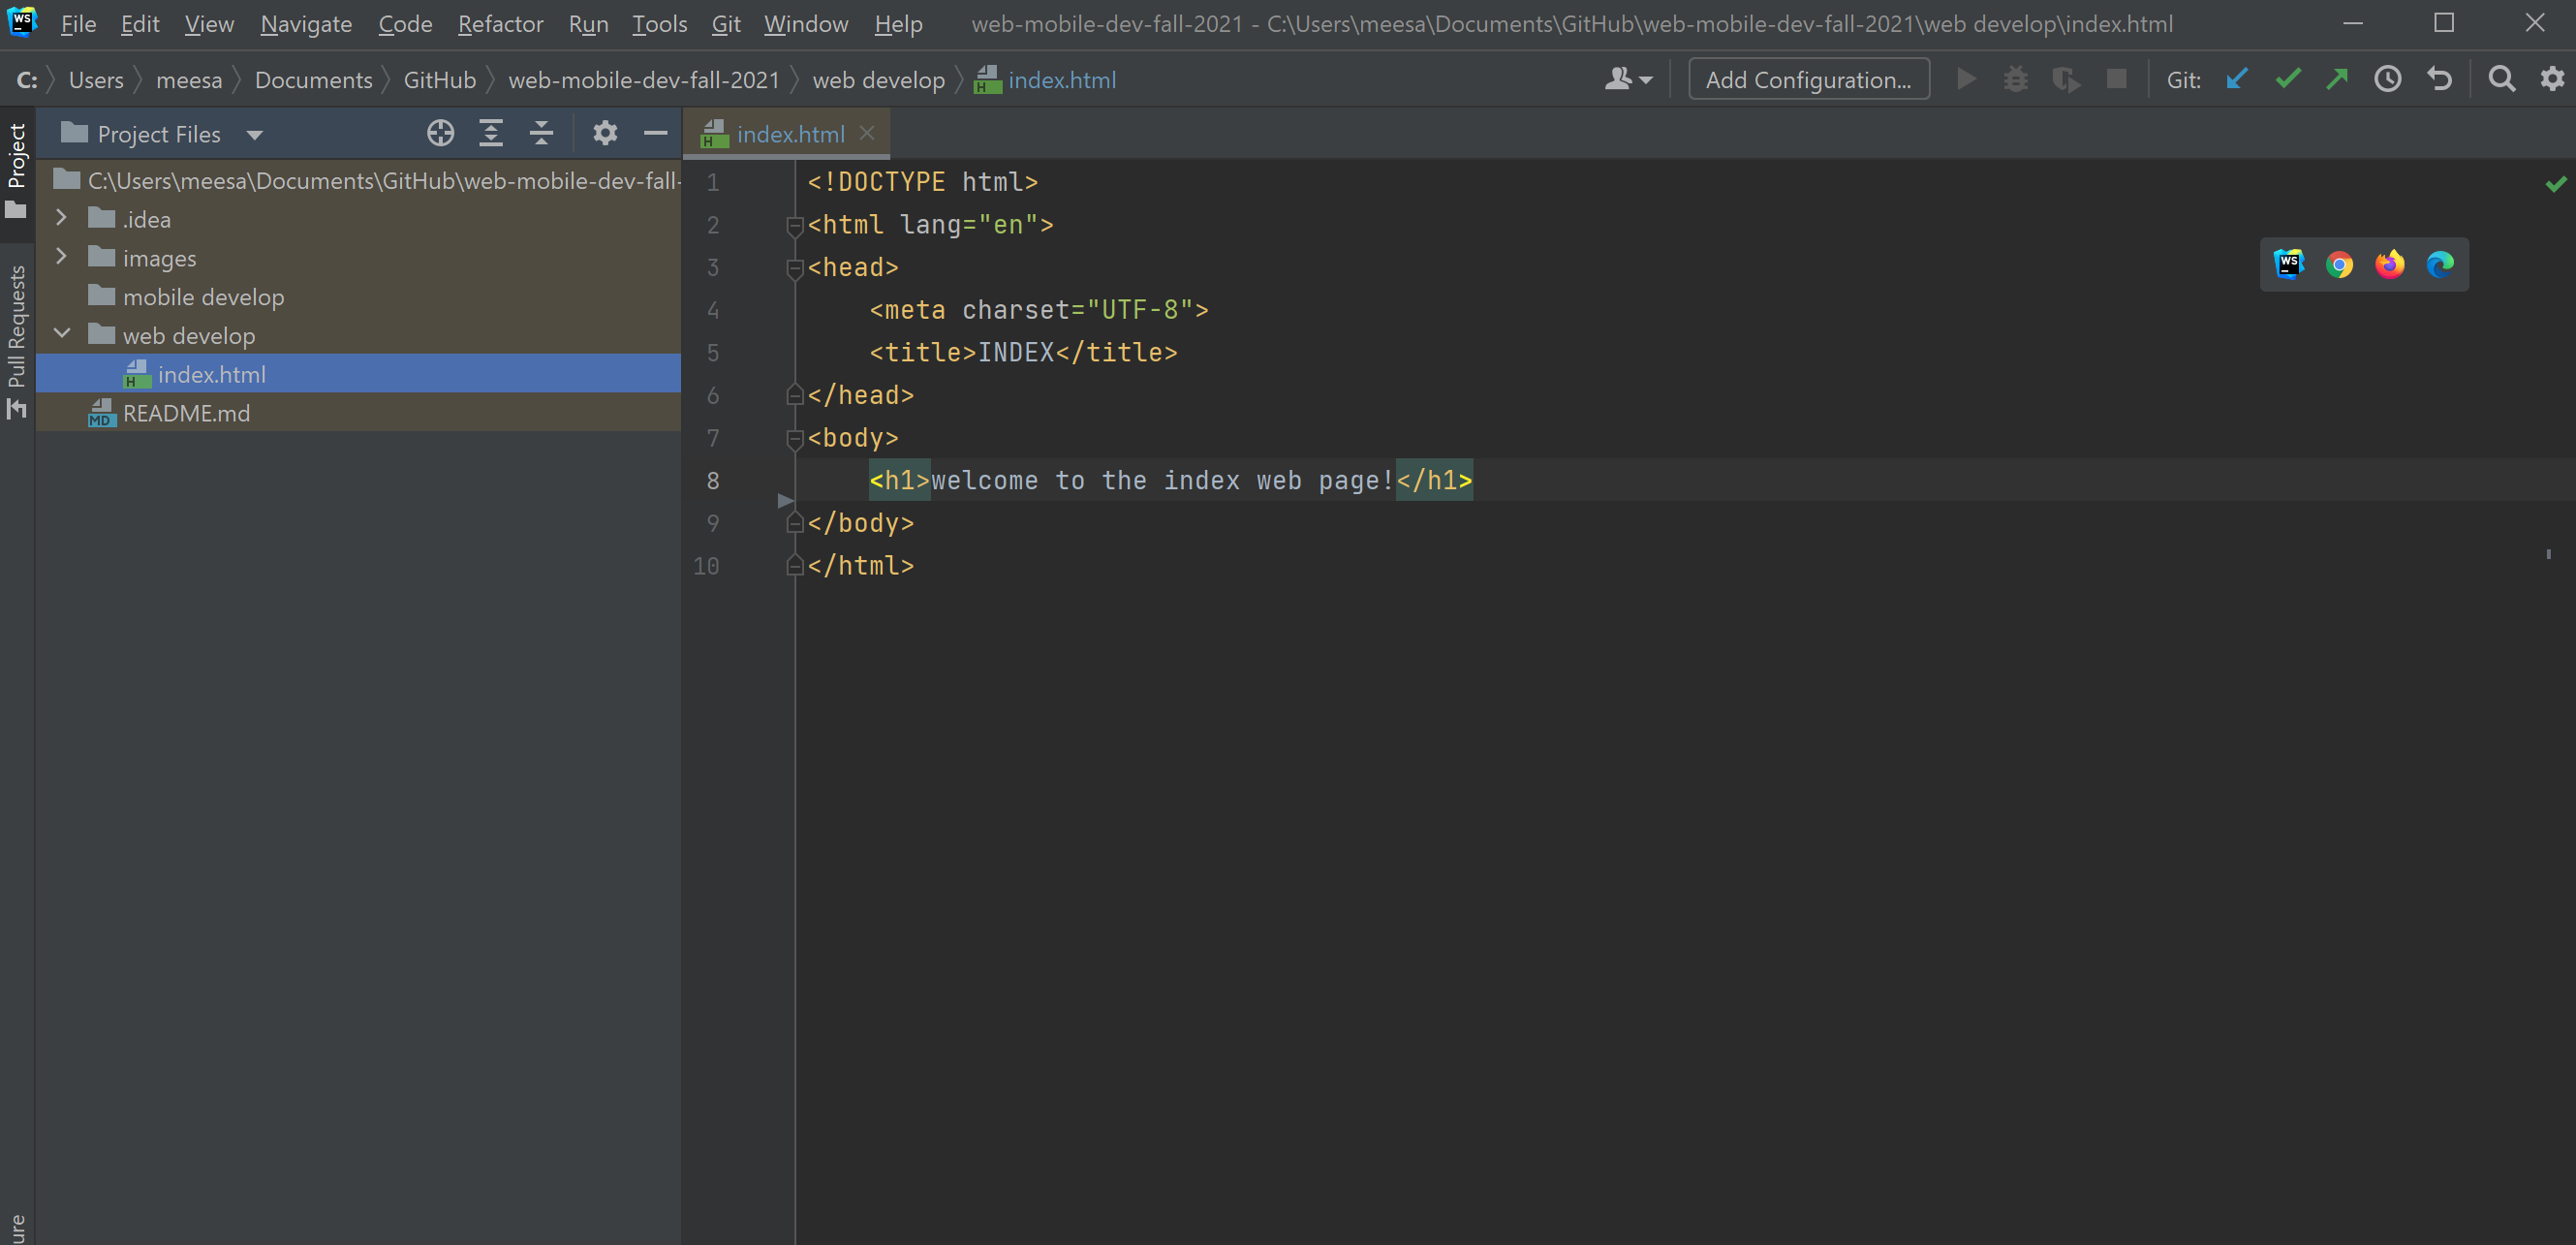 WS File Edit View Navigate Code Refactor Run Tools Git Window Help web-mobile-dev-fall-2021 - C:\Users\meesa\Documents\GitHub\web-mobile-dev-fall-2021\web develop\index.html
C: Users meesa Documents GitHub web-mobile-dev-fall-2021 web develop H index.html Add Configuration... Git:
Project
Pull Requests
Project Files
C:\Users\meesa\Documents\GitHub\web-mobile-dev-fall-
.idea
images
mobile develop
web develop
H index.html
MD README.md
H index.html
1 <!DOCTYPE html>
2 <html lang="en">
3 <head>
4 <meta charset="UTF-8">
5 <title>INDEX</title>
6 </head>
7 <body>
8 <h1>welcome to the index web page!</h1>
9 </body>
10 </html>
WS